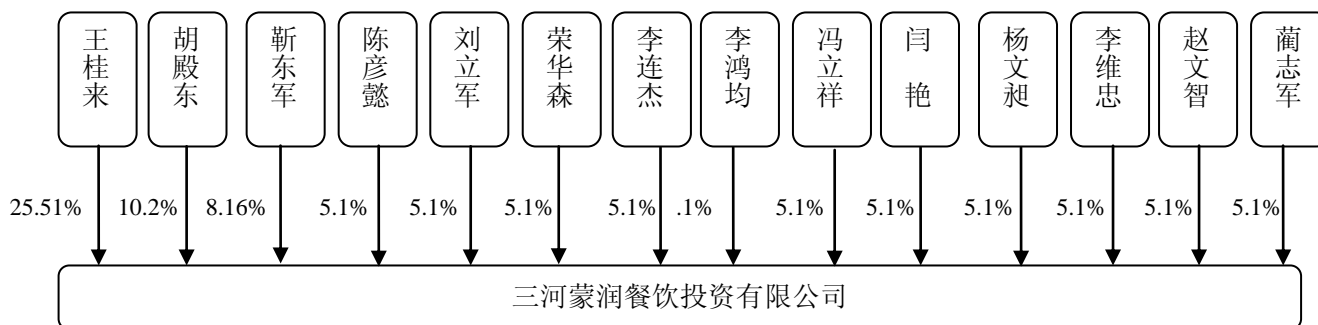 王桂来
胡殿东
靳东军
陈彦懿
刘立军
荣华森
李连杰
李鸿均
冯立祥
闫 艳
杨文昶
李维忠
赵文智
蔺志军
25.51%
10.2%
8.16%
5.1%
5.1%
5.1%
5.1%
.1%
5.1%
5.1%
5.1%
5.1%
5.1%
5.1%
三河蒙润餐饮投资有限公司